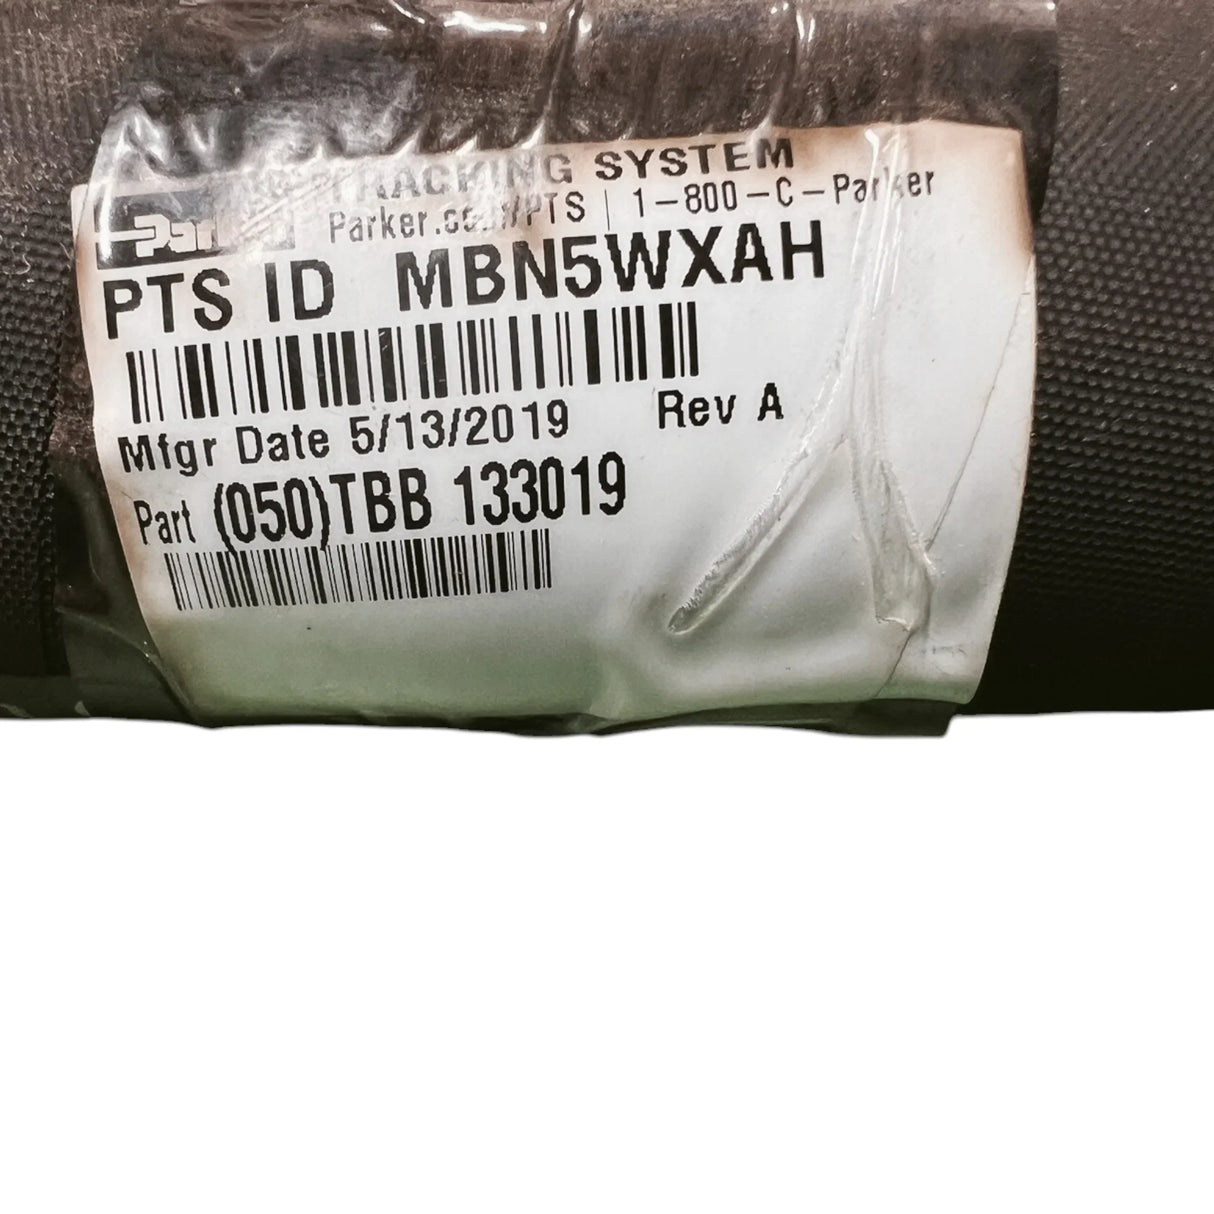 TRACKING SYSTEM
Parker
Parker.com/PTS | 1-800-C-Parker
PTS ID MBN5WXAH
Mfgr Date 5/13/2019 Rev A
Part (050)TBB 133019